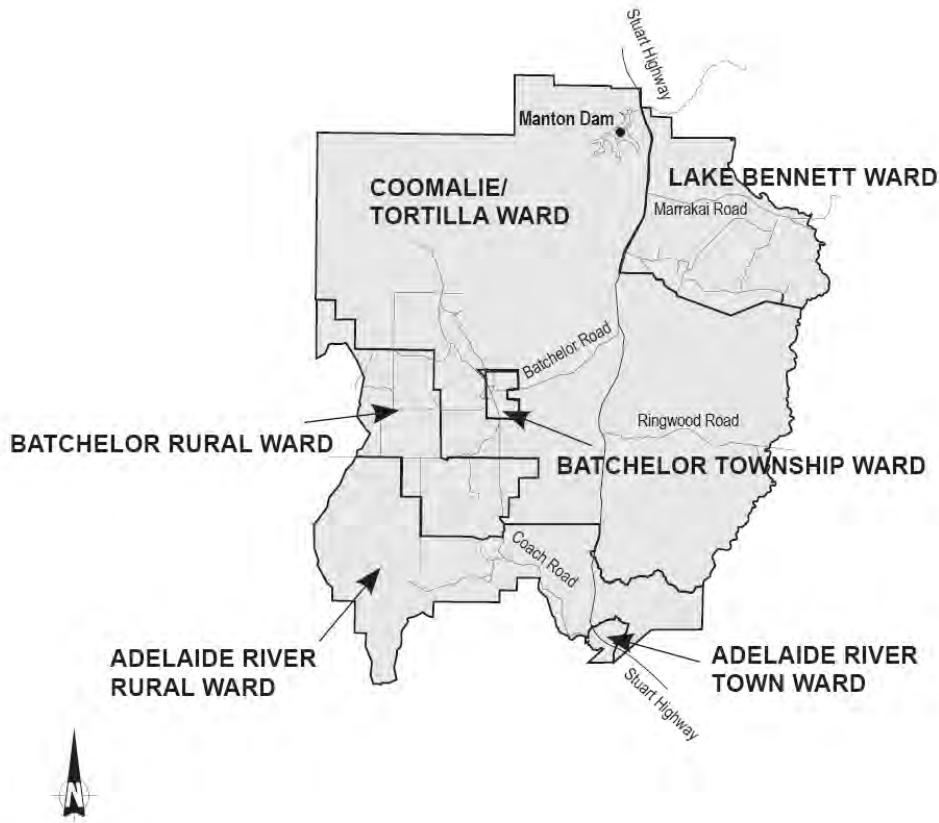 Stuart Highway
Manton Dam
LAKE BENNETT WARD
COOMALIE/
TORTILLA WARD
Marrakai Road
Batchelor Road
Ringwood Road
BATCHELOR RURAL WARD
BATCHELOR TOWNSHIP WARD
Coach Road
ADELAIDE RIVER
RURAL WARD
ADELAIDE RIVER
TOWN WARD
Stuart Highway
N